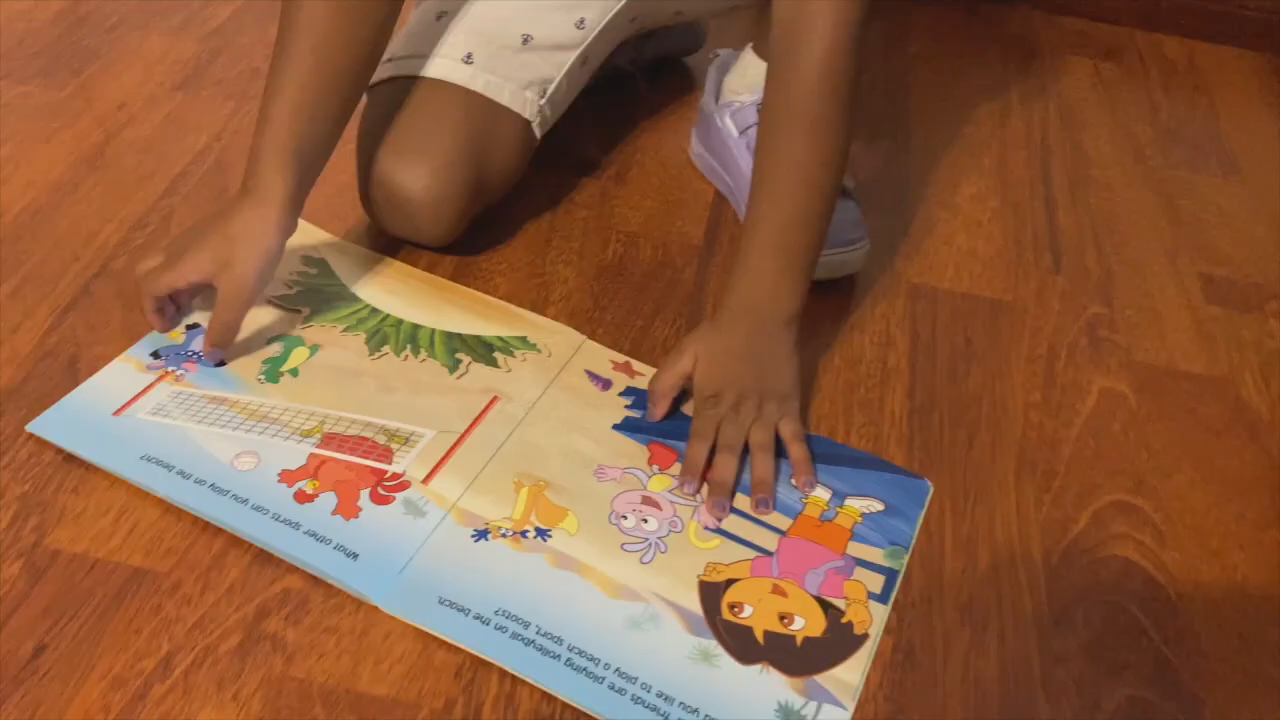 What other sports can you play on the beach?
friends are playing volleyball on the beach.
you like to play a beach sport, Boots?